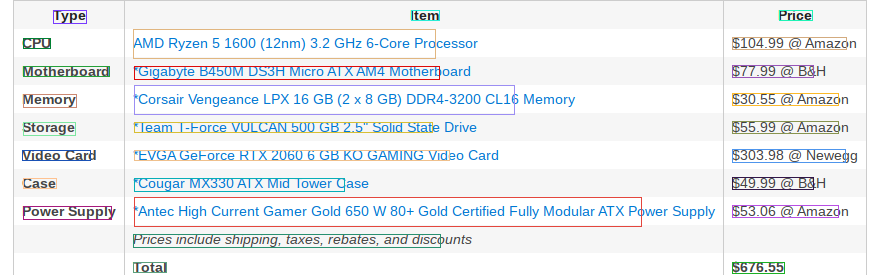 Type Item Price
CPU AMD Ryzen 5 1600 (12nm) 3.2 GHz 6-Core Processor $104.99 @ Amazon
Motherboard *Gigabyte B450M DS3H Micro ATX AM4 Motherboard $77.99 @ B&H
Memory *Corsair Vengeance LPX 16 GB (2 x 8 GB) DDR4-3200 CL16 Memory $30.55 @ Amazon
Storage *Team T-Force VULCAN 500 GB 2.5" Solid State Drive $55.99 @ Amazon
Video Card *EVGA GeForce RTX 2060 6 GB KO GAMING Video Card $303.98 @ Newegg
Case *Cougar MX330 ATX Mid Tower Case $49.99 @ B&H
Power Supply *Antec High Current Gamer Gold 650 W 80+ Gold Certified Fully Modular ATX Power Supply $53.06 @ Amazon
Prices include shipping, taxes, rebates, and discounts
Total $676.55